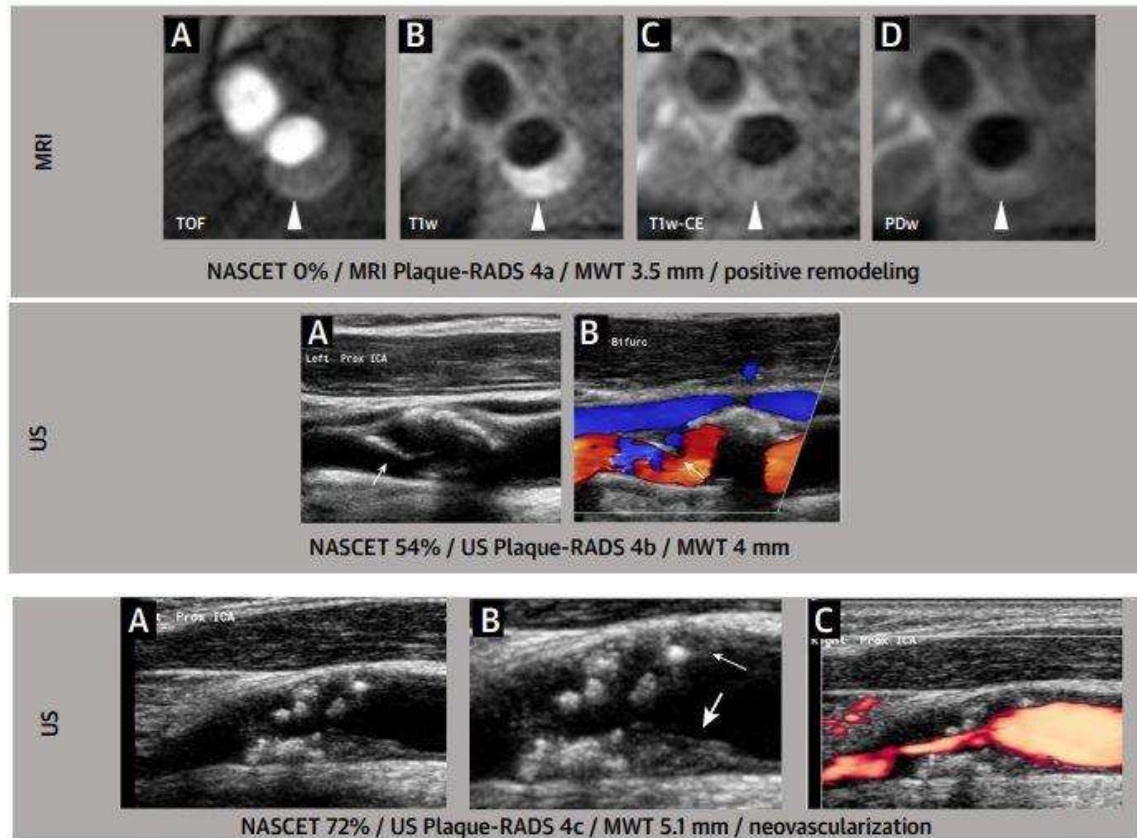 MRI
A B C D
TOF T1w T1w-CE PDw
NASCET 0% / MRI Plaque-RADS 4a / MWT 3.5 mm / positive remodeling
US
A B
Left Prox ICA
Bifurc
NASCET 54% / US Plaque-RADS 4b / MWT 4 mm
US
A B C
Prox ICA
Prox ICA
NASCET 72% / US Plaque-RADS 4c / MWT 5.1 mm / neovascularization